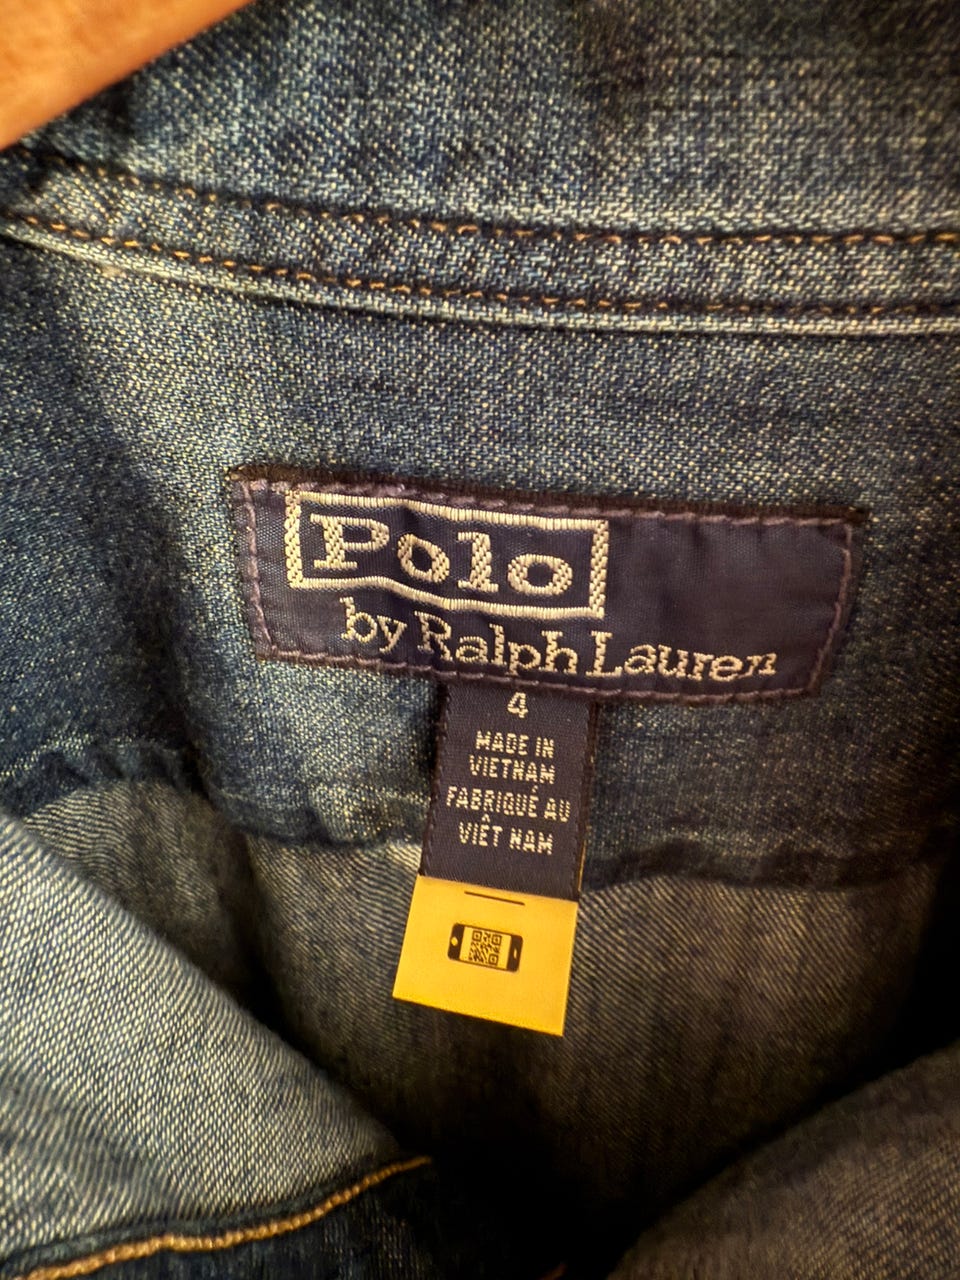 Polo
by Ralph Lauren
4
MADE IN
VIETNAM
FABRIQUÉ AU
VIÊT NAM